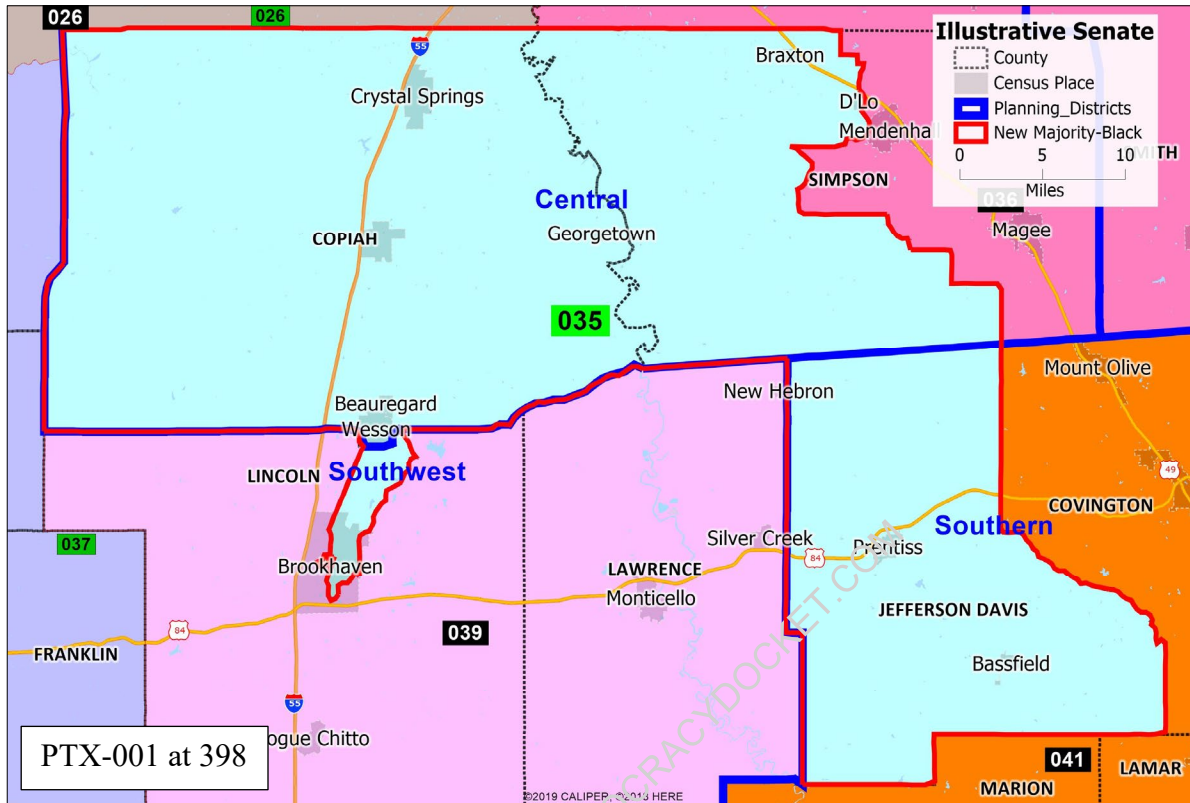 026
026
Illustrative Senate
County
Census Place
Planning_Districts
New Majority-Black
0 5 10
Miles
55
Braxton
Crystal Springs
D'Lo
Mendenhall
SIMPSON
Central
036
COPIAH
Georgetown
Magee
035
Mount Olive
New Hebron
Beauregard
Wesson
LINCOLN
Southwest
49
COVINGTON
Southern
037
Silver Creek
Prentiss
84
Brookhaven
LAWRENCE
Monticello
JEFFERSON DAVIS
84
039
FRANKLIN
Bassfield
55
ogue Chitto
PTX-001 at 398
041
LAMAR
MARION
©2019 CALIPER; ©2018 HERE
CRACYDOCKET.COM